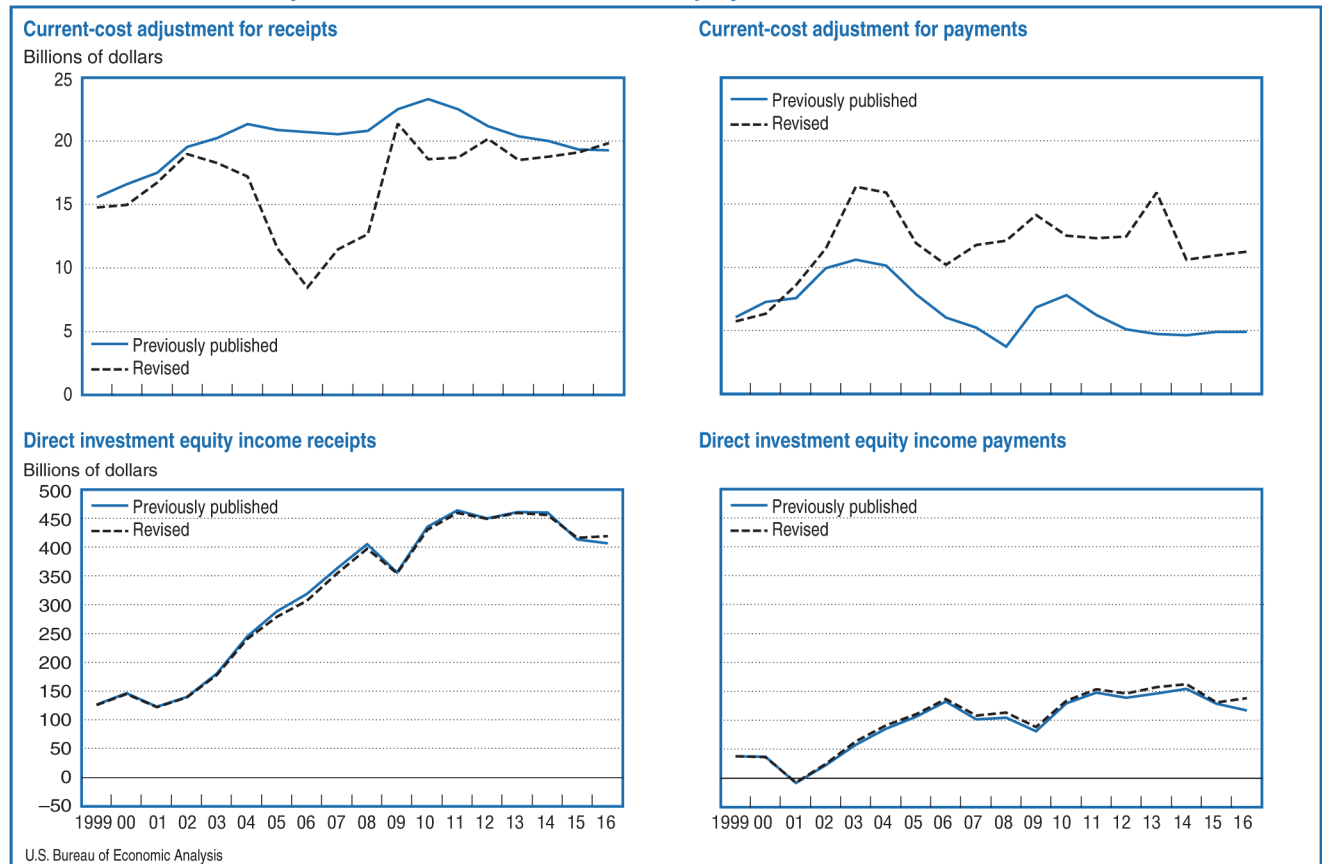 Current-cost adjustment for receipts
Billions of dollars
25
20
15
10
5
0
Previously published
Revised
Current-cost adjustment for payments
Previously published
Revised
Direct investment equity income receipts
Billions of dollars
500
450
400
350
300
250
200
150
100
50
0
–50
Previously published
Revised
1999 00 01 02 03 04 05 06 07 08 09 10 11 12 13 14 15 16
Direct investment equity income payments
Previously published
Revised
1999 00 01 02 03 04 05 06 07 08 09 10 11 12 13 14 15 16
U.S. Bureau of Economic Analysis